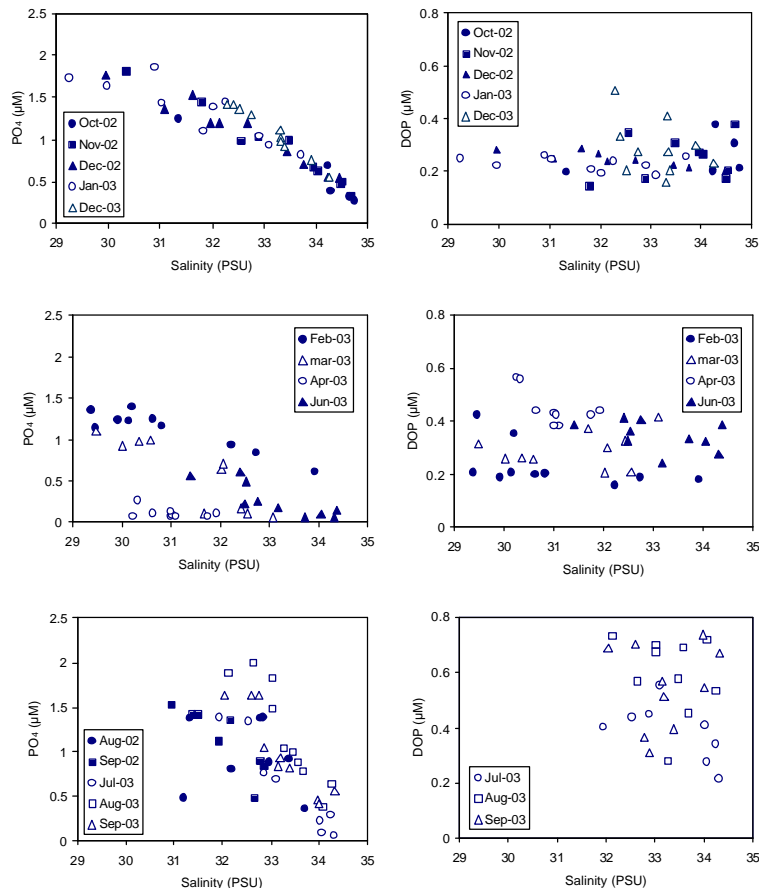 2.5
2
1.5
1
0.5
0
PO₄ (µM)
Oct-02
Nov-02
Dec-02
Jan-03
Dec-03
29 30 31 32 33 34 35
Salinity (PSU)
0.8
0.6
0.4
0.2
0
DOP (µM)
Oct-02
Nov-02
Dec-02
Jan-03
Dec-03
29 30 31 32 33 34 35
Salinity (PSU)
2.5
2
1.5
1
0.5
0
PO₄ (µM)
Feb-03
mar-03
Apr-03
Jun-03
29 30 31 32 33 34 35
Salinity (PSU)
0.8
0.6
0.4
0.2
0
DOP (µM)
Feb-03
mar-03
Apr-03
Jun-03
29 30 31 32 33 34 35
Salinity (PSU)
2.5
2
1.5
1
0.5
0
PO₄ (µM)
Aug-02
Sep-02
Jul-03
Aug-03
Sep-03
29 30 31 32 33 34 35
Salinity (PSU)
0.8
0.6
0.4
0.2
0
DOP (µM)
Jul-03
Aug-03
Sep-03
29 30 31 32 33 34 35
Salinity (PSU)